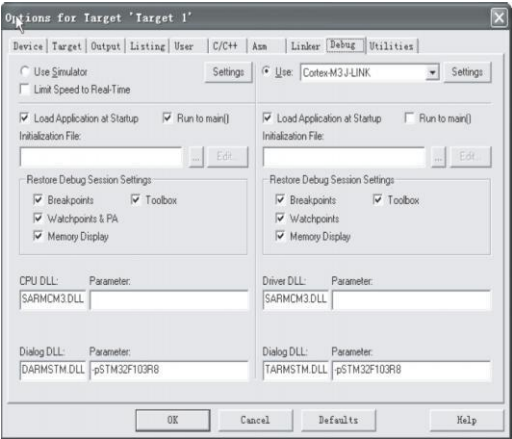 Options for Target 'Target 1'
Device Target Output Listing User C/C++ Asm Linker Debug Utilities
Use Simulator Settings
Limit Speed to Real-Time
Use: Cortex-M3 J-LINK Settings
Load Application at Startup Run to main()
Initialization File:
... Edit...
Restore Debug Session Settings
Breakpoints Toolbox
Watchpoints & PA
Memory Display
CPU DLL: Parameter:
SARMCM3.DLL
Dialog DLL: Parameter:
DARMSTM.DLL -pSTM32F103R8
Load Application at Startup Run to main()
Initialization File:
... Edit...
Restore Debug Session Settings
Breakpoints Toolbox
Watchpoints
Memory Display
Driver DLL: Parameter:
SARMCM3.DLL
Dialog DLL: Parameter:
TARMSTM.DLL -pSTM32F103R8
OK Cancel Defaults Help